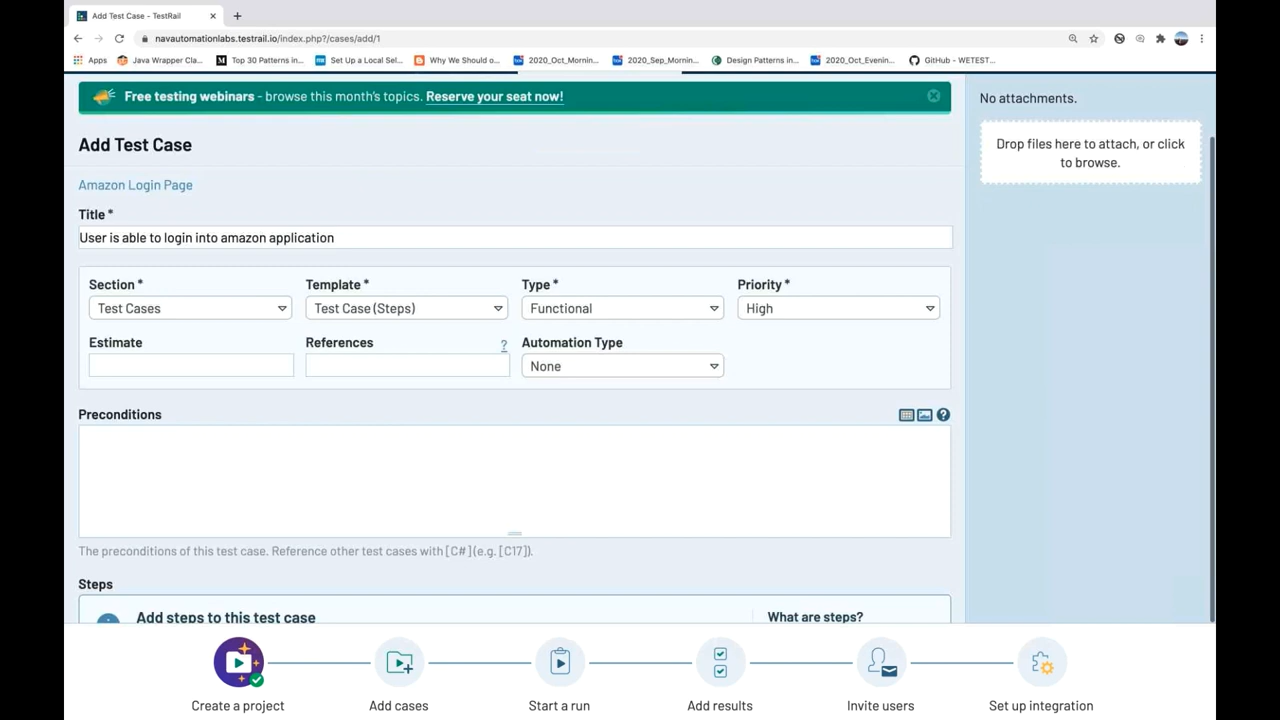 Add Test Case - TestRail
navautomationlabs.testrail.io/index.php?/cases/add/1
Apps Java Wrapper Cla... Top 30 Patterns in... Set Up a Local Sel... Why We Should o... 2020_Oct_Mornin... 2020_Sep_Mornin... Design Patterns in... 2020_Oct_Evenin... GitHub - WETEST...
Free testing webinars - browse this month's topics. Reserve your seat now!
No attachments.
Drop files here to attach, or click
to browse.
Add Test Case
Amazon Login Page
Title *
User is able to login into amazon application
Section * Template * Type * Priority *
Test Cases Test Case (Steps) Functional High
Estimate References ? Automation Type
None
Preconditions ?
The preconditions of this test case. Reference other test cases with [C#] (e.g. [C17]).
Steps
Add steps to this test case What are steps?
Create a project Add cases Start a run Add results Invite users Set up integration